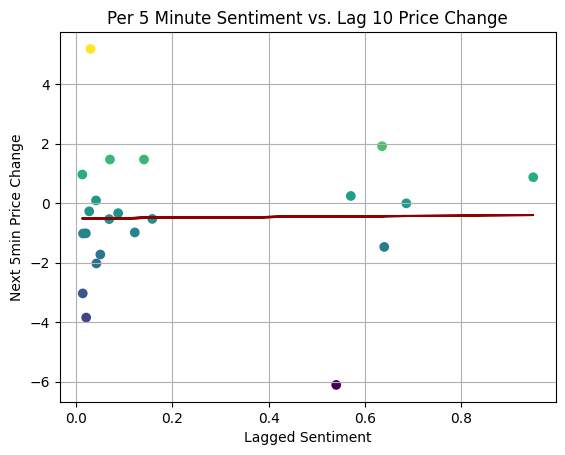 Per 5 Minute Sentiment vs. Lag 10 Price Change
Next 5min Price Change
4
2
0
−2
−4
−6
0.0 0.2 0.4 0.6 0.8
Lagged Sentiment